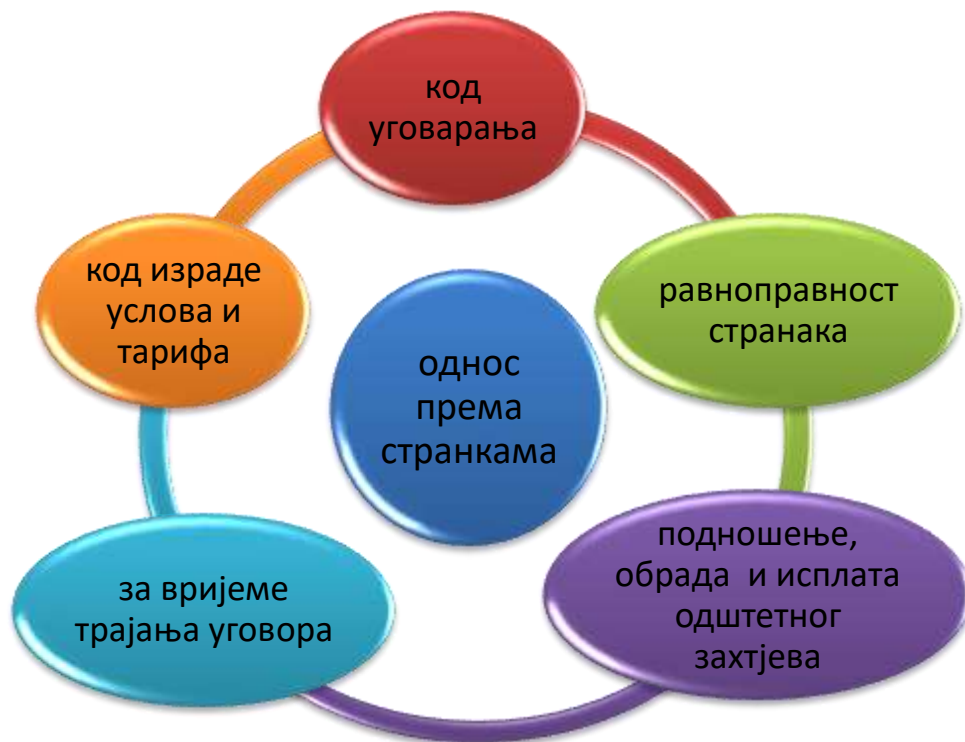 код
уговарања
равноправност
странака
подношење,
обрада и исплата
одштетног
захтјева
за вријеме
трајања уговора
код израде
услова и
тарифа
однос
према
странкама